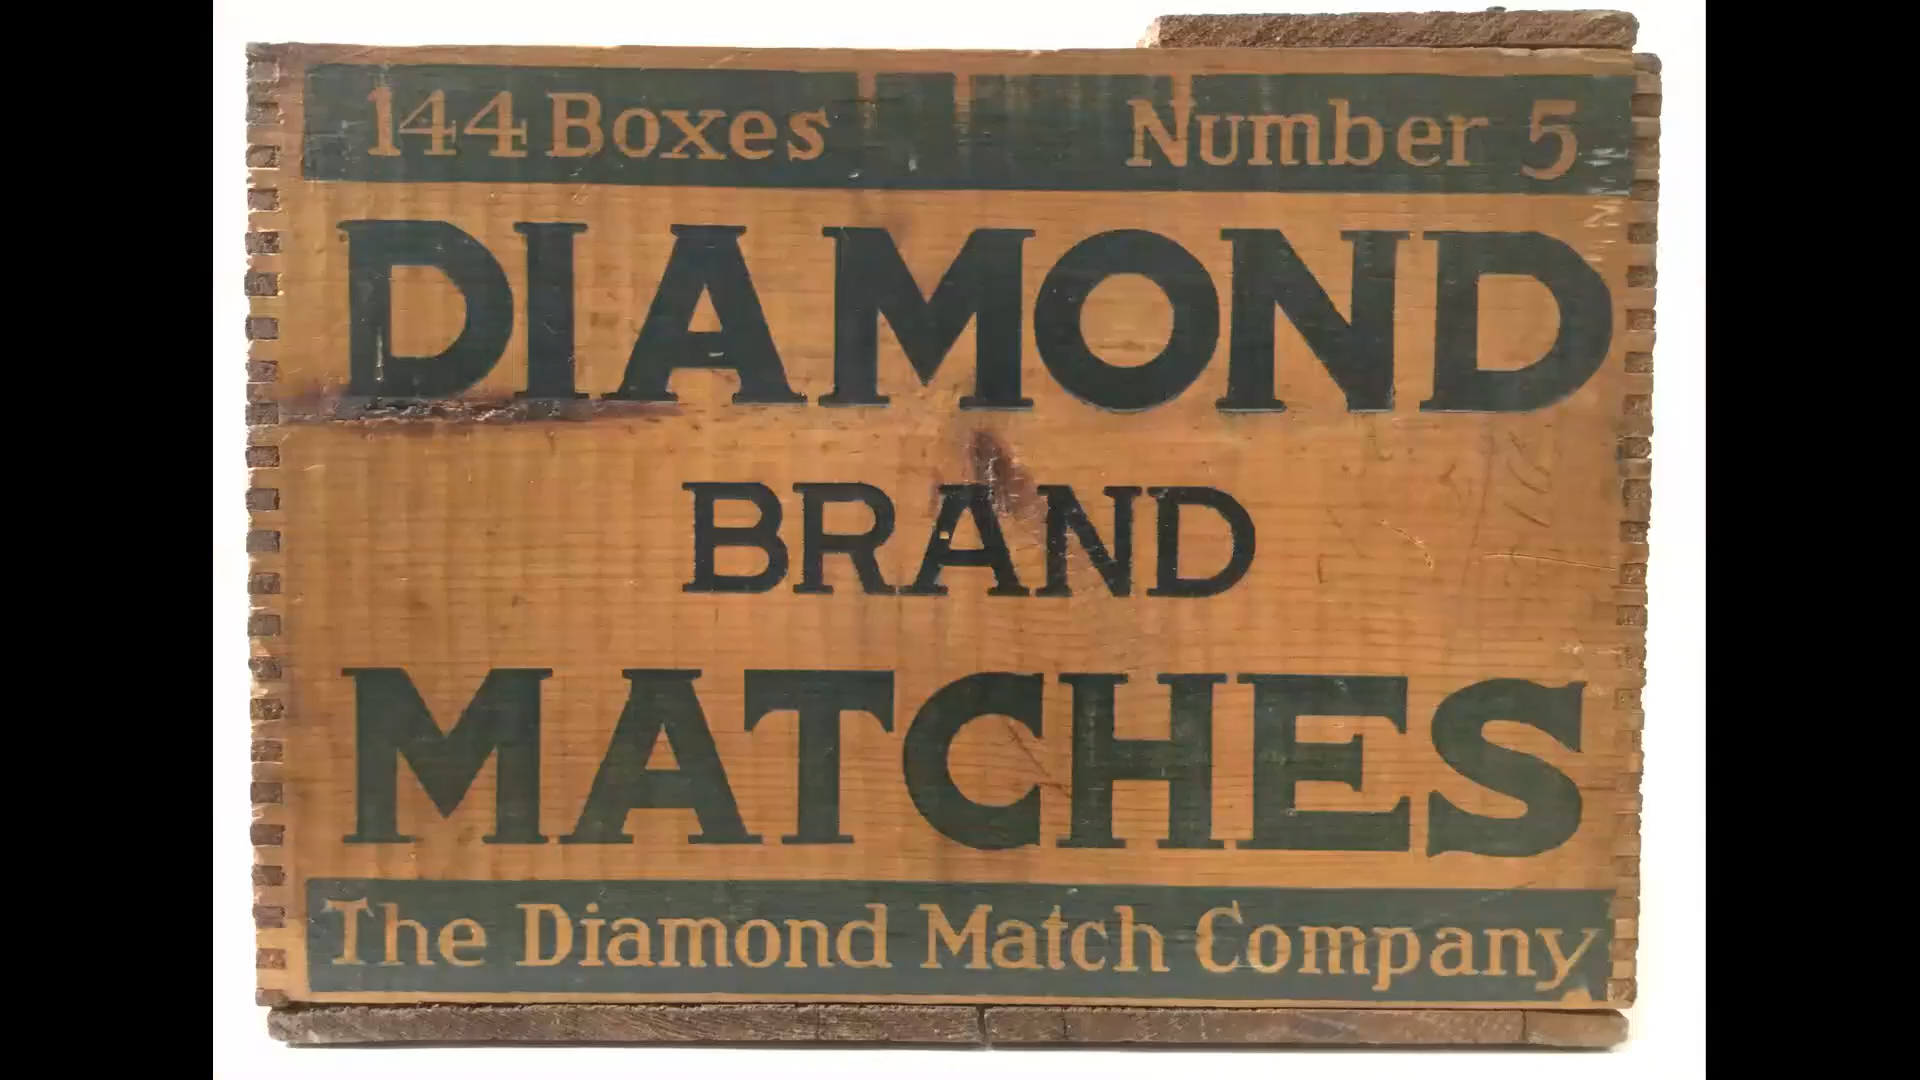 144 Boxes Number 5
DIAMOND
BRAND
MATCHES
The Diamond Match Company